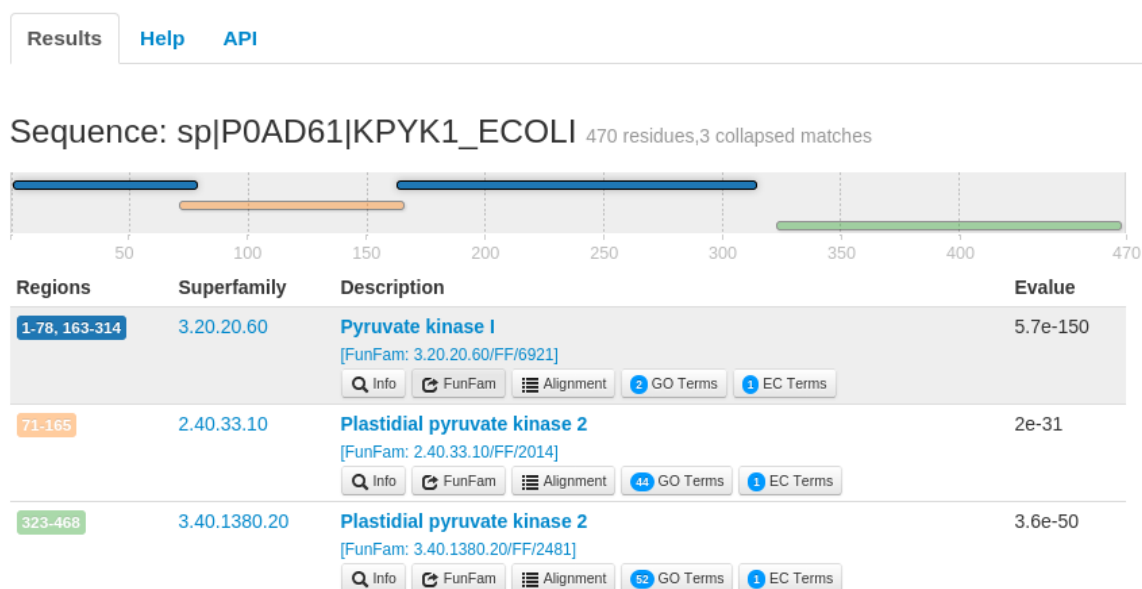 Results Help API
Sequence: sp|P0AD61|KPYK1_ECOLI 470 residues,3 collapsed matches
50 100 150 200 250 300 350 400 470
Regions Superfamily Description Evalue
1-78, 163-314 3.20.20.60 Pyruvate kinase I 5.7e-150
[FunFam: 3.20.20.60/FF/6921]
Info FunFam Alignment 2 GO Terms 1 EC Terms
71-165 2.40.33.10 Plastidial pyruvate kinase 2 2e-31
[FunFam: 2.40.33.10/FF/2014]
Info FunFam Alignment 44 GO Terms 1 EC Terms
323-468 3.40.1380.20 Plastidial pyruvate kinase 2 3.6e-50
[FunFam: 3.40.1380.20/FF/2481]
Info FunFam Alignment 52 GO Terms 1 EC Terms